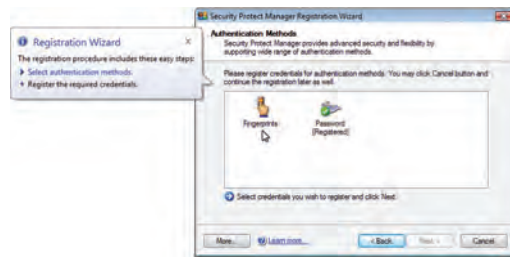 Security Protect Manager Registration Wizard
Authentication Methods
Security Protect Manager provides advanced security and flexibility by
supporting wide range of authentication methods.
Registration Wizard
The registration procedure includes these easy steps:
Select authentication methods.
Register the required credentials.
Please register credentials for authentication methods. You may click Cancel button and
continue the registration later as well.
Fingerprints
Password
(Registered)
Select credentials you wish to register and click Next.
More...
Learn more...
< Back
Next >
Cancel